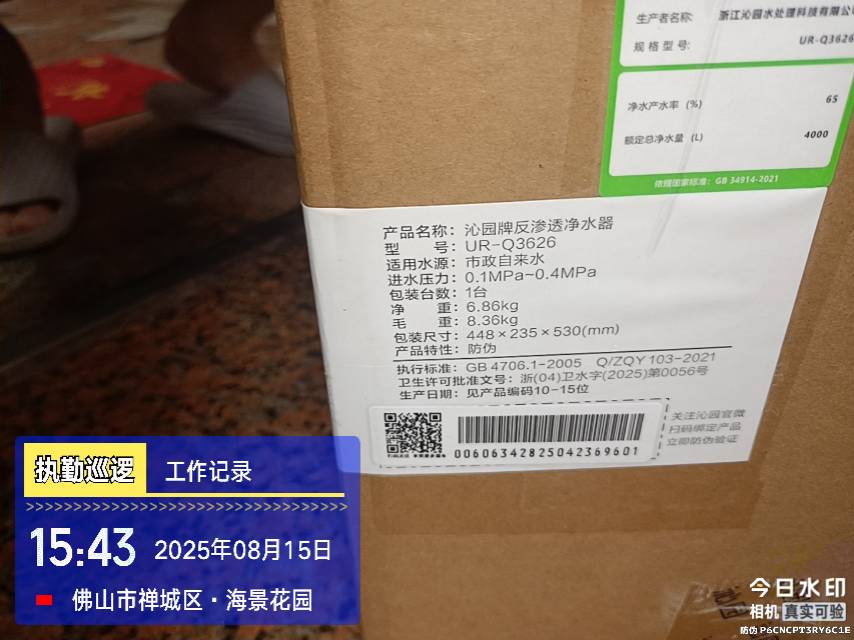 生产者名称: 浙江沁园水处理科技有限公
规格型号: UR-Q3626
净水产水率 (%) 65
额定总净水量 (L) 4000
依据国家标准: GB 34914-2021
产品名称: 沁园牌反渗透净水器
型 号: UR-Q3626
适用水源: 市政自来水
进水压力: 0.1MPa~0.4MPa
包装台数: 1台
净 重: 6.86kg
毛 重: 8.36kg
包装尺寸: 448×235×530(mm)
产品特性: 防伪
执行标准: GB 4706.1-2005 Q/ZQY 103-2021
卫生许可批准文号: 浙(04)卫水字(2025)第0056号
生产日期: 见产品编码10-15位
00606342825042369601
关注沁园官微
扫码绑定产品
立即防伪验证
执勤巡逻 工作记录
15:43 2025年08月15日
佛山市禅城区·海景花园
今日水印
相机 真实可验
防伪 P6CNCPT3RY6C1E